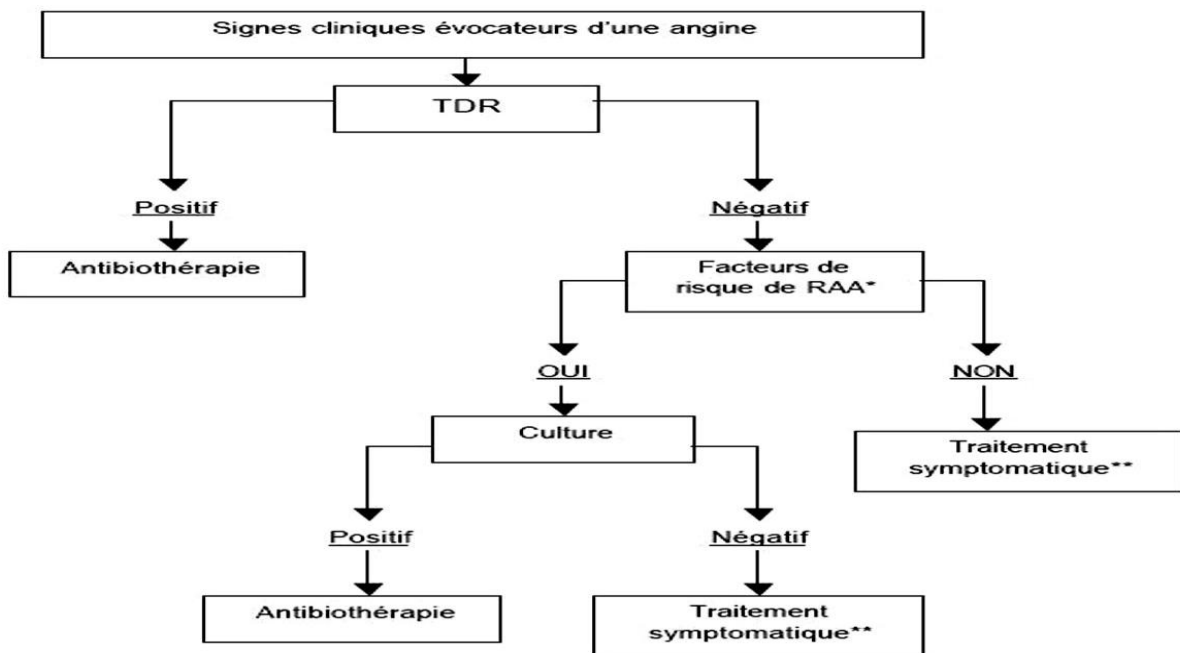 Signes cliniques évocateurs d'une angine
TDR
Positif
Négatif
Antibiothérapie
Facteurs de
risque de RAA*
OUI
NON
Culture
Traitement
symptomatique**
Positif
Négatif
Antibiothérapie
Traitement
symptomatique**